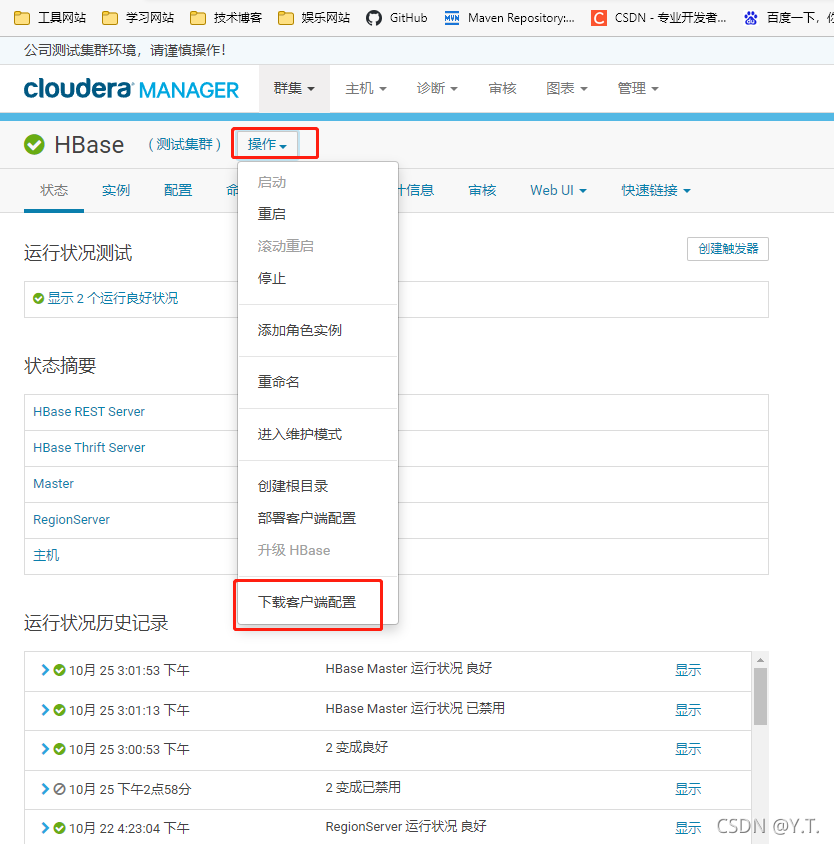 工具网站 学习网站 技术博客 娱乐网站 GitHub MVN Maven Repository:... C CSDN - 专业开发者... 百度一下，
公司测试集群环境，请谨慎操作！
cloudera MANAGER 群集 主机 诊断 审核 图表 管理
HBase （测试集群） 操作
状态 实例 配置 计信息 审核 Web UI 快速链接
启动
重启
滚动重启
停止
添加角色实例
重命名
进入维护模式
创建根目录
部署客户端配置
升级 HBase
下载客户端配置
运行状况测试 创建触发器
显示 2 个运行良好状况
状态摘要
HBase REST Server
HBase Thrift Server
Master
RegionServer
主机
运行状况历史记录
10月 25 3:01:53 下午 HBase Master 运行状况 良好 显示
10月 25 3:01:13 下午 HBase Master 运行状况 已禁用 显示
10月 25 3:00:53 下午 2 变成良好 显示
10月 25 下午2点58分 2 变成已禁用 显示
10月 22 4:23:04 下午 RegionServer 运行状况 良好 显示
CSDN @Y.T.